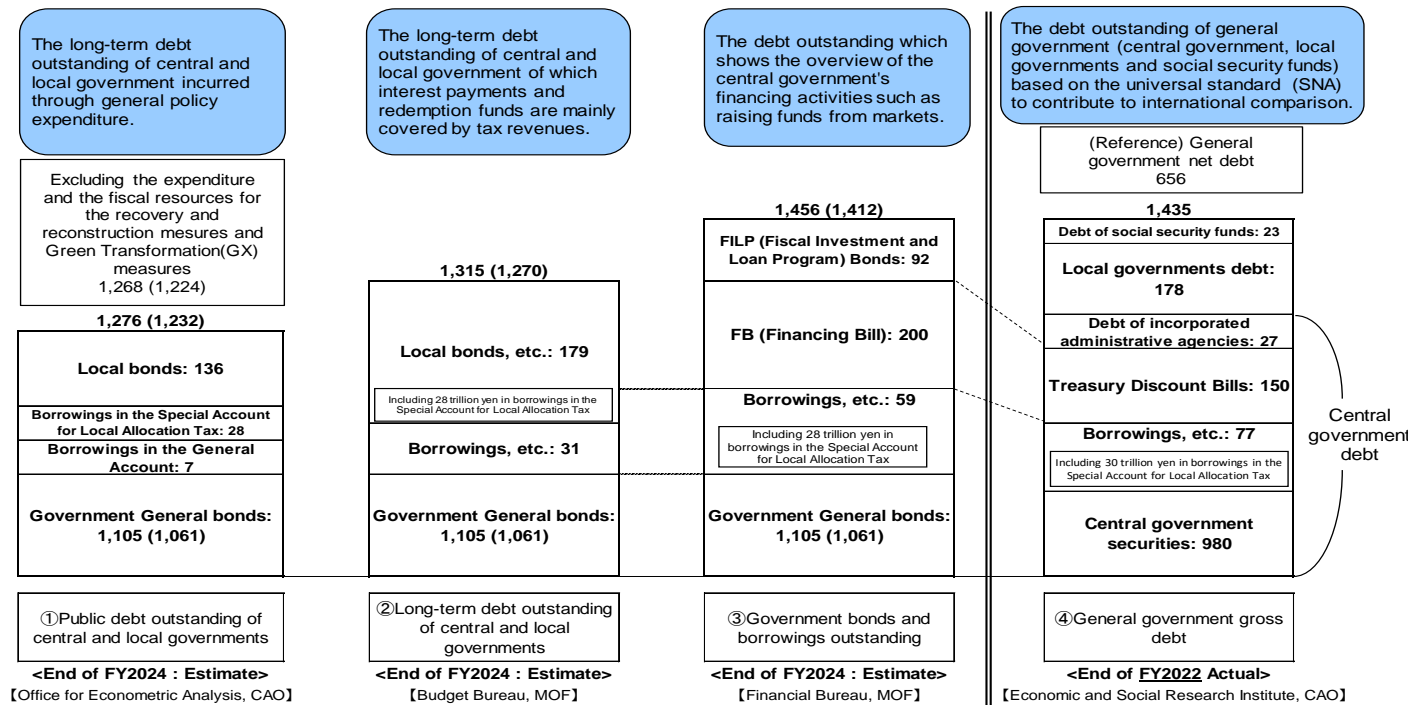 The long-term debt
outstanding of central and
local government incurred
through general policy
expenditure.
Excluding the expenditure
and the fiscal resources for
the recovery and
reconstruction mesures and
Green Transformation(GX)
measures
1,268 (1,224)
1,276 (1,232)
Local bonds: 136
Borrowings in the Special Account
for Local Allocation Tax: 28
Borrowings in the General
Account: 7
Government General bonds:
1,105 (1,061)
①Public debt outstanding of
central and local governments
<End of FY2024 : Estimate>
【Office for Econometric Analysis, CAO】
The long-term debt
outstanding of central and
local government of which
interest payments and
redemption funds are mainly
covered by tax revenues.
1,315 (1,270)
Local bonds, etc.: 179
Including 28 trillion yen in borrowings in the
Special Account for Local Allocation Tax
Borrowings, etc.: 31
Government General bonds:
1,105 (1,061)
②Long-term debt outstanding
of central and local
governments
<End of FY2024 : Estimate>
【Budget Bureau, MOF】
The debt outstanding which
shows the overview of the
central government's
financing activities such as
raising funds from markets.
1,456 (1,412)
FILP (Fiscal Investment and
Loan Program) Bonds: 92
FB (Financing Bill): 200
Borrowings, etc.: 59
Including 28 trillion yen in
borrowings in the Special Account
for Local Allocation Tax
Government General bonds:
1,105 (1,061)
③Government bonds and
borrowings outstanding
<End of FY2024 : Estimate>
【Financial Bureau, MOF】
The debt outstanding of general
government (central government, local
governments and social security funds)
based on the universal standard (SNA)
to contribute to international comparison.
(Reference) General
government net debt
656
1,435
Debt of social security funds: 23
Local governments debt:
178
Debt of incorporated
administrative agencies: 27
Treasury Discount Bills: 150
Borrowings, etc.: 77
Including 30 trillion yen in borrowings in the
Special Account for Local Allocation Tax
Central government
securities: 980
Central
government
debt
④General government gross
debt
<End of FY2022 Actual>
【Economic and Social Research Institute, CAO】